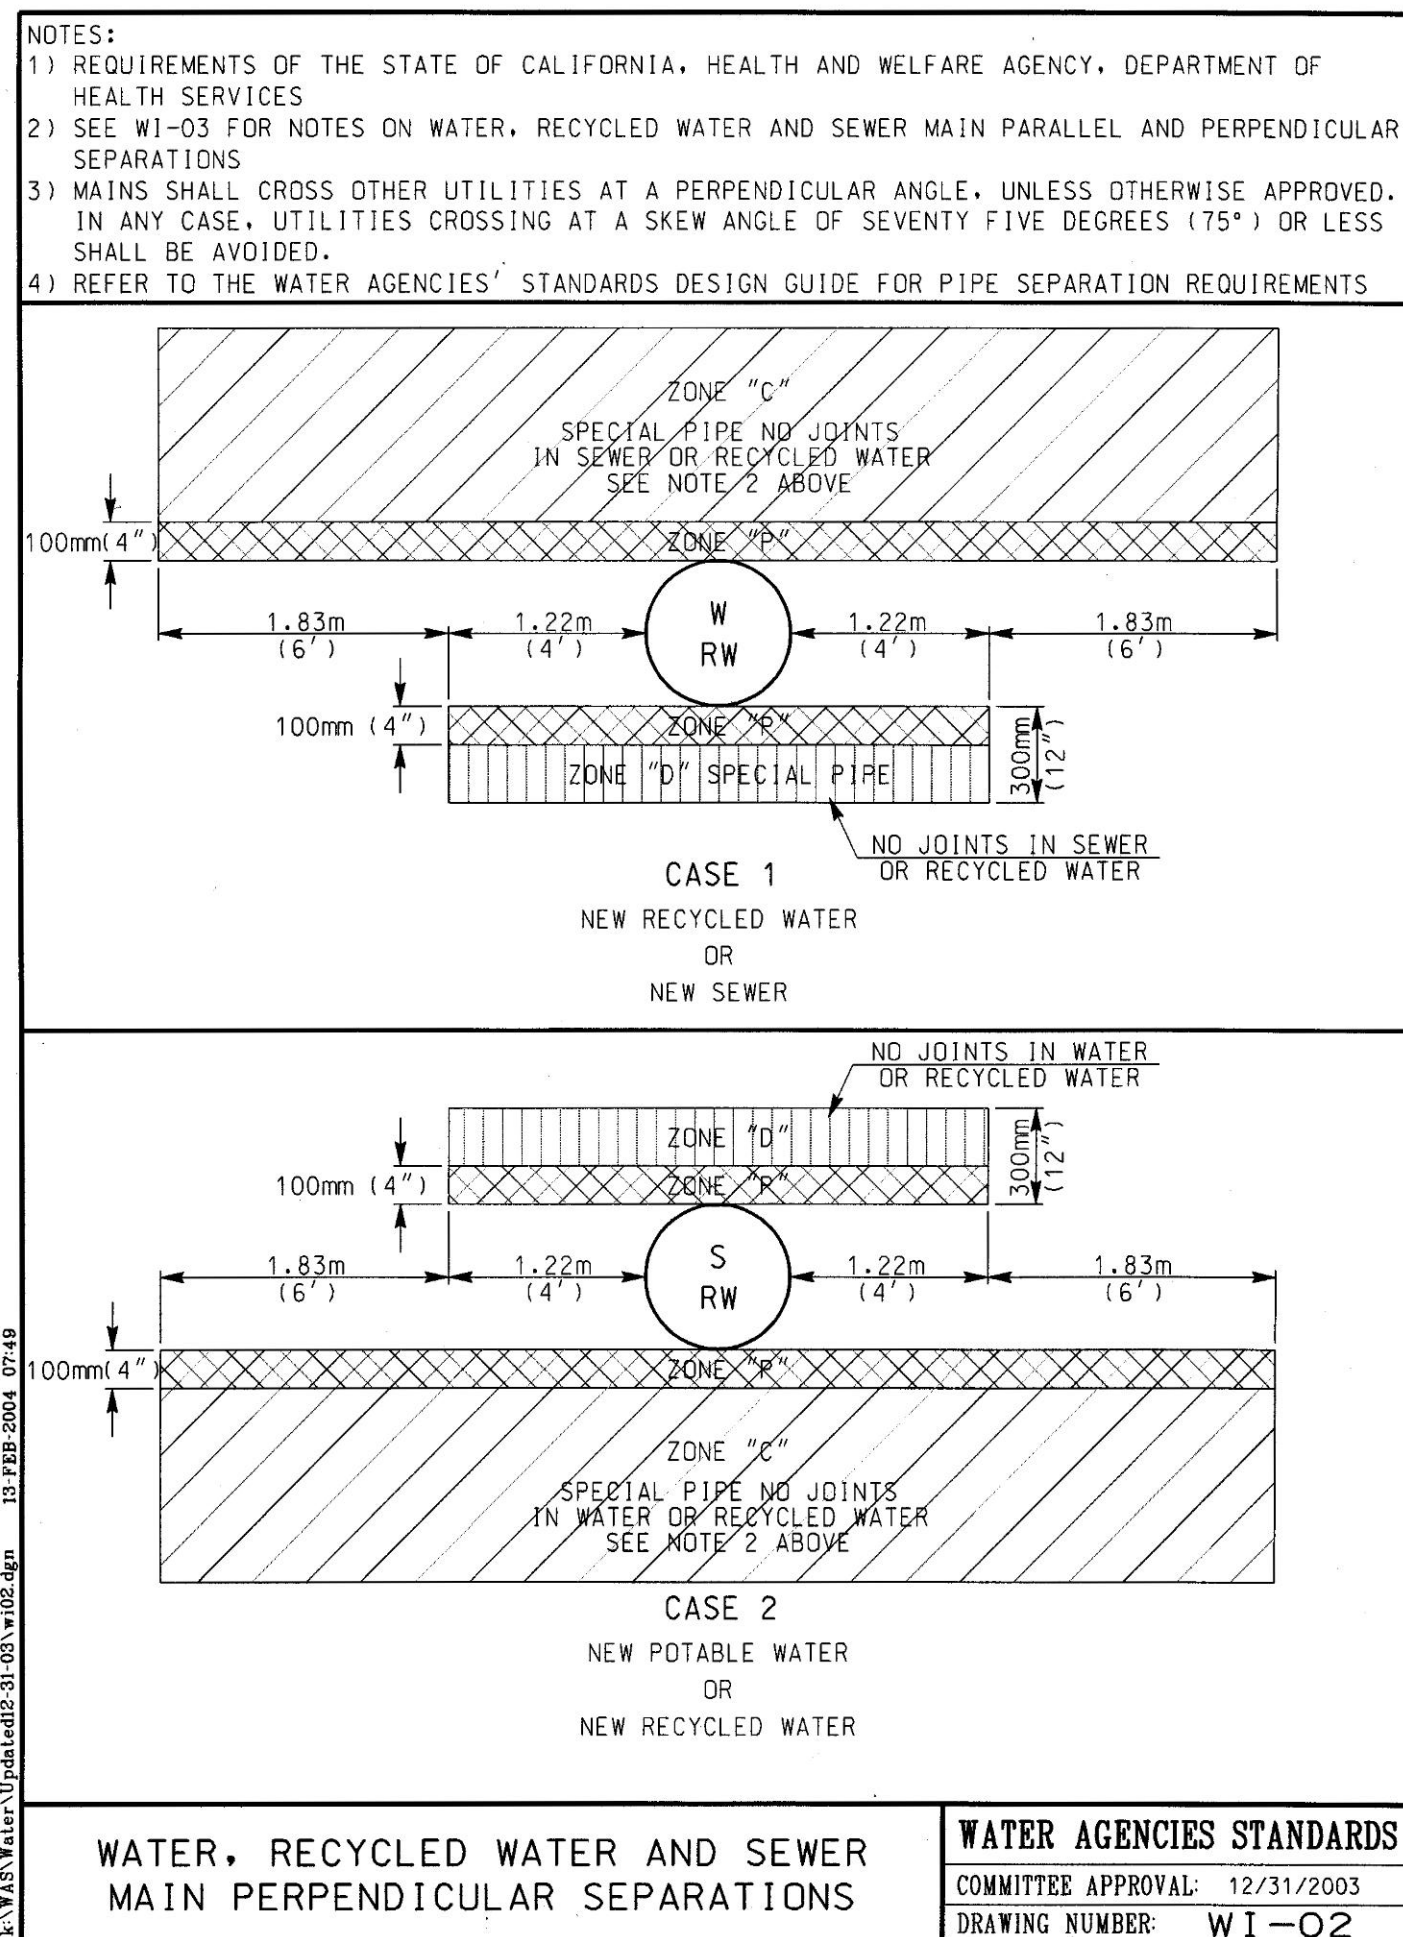 NOTES:
1) REQUIREMENTS OF THE STATE OF CALIFORNIA, HEALTH AND WELFARE AGENCY, DEPARTMENT OF
HEALTH SERVICES
2) SEE WI-03 FOR NOTES ON WATER, RECYCLED WATER AND SEWER MAIN PARALLEL AND PERPENDICULAR
SEPARATIONS
3) MAINS SHALL CROSS OTHER UTILITIES AT A PERPENDICULAR ANGLE, UNLESS OTHERWISE APPROVED.
IN ANY CASE, UTILITIES CROSSING AT A SKEW ANGLE OF SEVENTY FIVE DEGREES (75°) OR LESS
SHALL BE AVOIDED.
4) REFER TO THE WATER AGENCIES' STANDARDS DESIGN GUIDE FOR PIPE SEPARATION REQUIREMENTS
ZONE "C"
SPECIAL PIPE NO JOINTS
IN SEWER OR RECYCLED WATER
SEE NOTE 2 ABOVE
100mm(4")
ZONE "P"
1.83m
(6')
1.22m
(4')
W
RW
1.22m
(4')
1.83m
(6')
100mm (4")
ZONE "P"
ZONE "D" SPECIAL PIPE
300mm
(12")
NO JOINTS IN SEWER
OR RECYCLED WATER
CASE 1
NEW RECYCLED WATER
OR
NEW SEWER
NO JOINTS IN WATER
OR RECYCLED WATER
ZONE "D"
100mm (4")
ZONE "P"
300mm
(12")
1.83m
(6')
1.22m
(4')
S
RW
1.22m
(4')
1.83m
(6')
100mm(4")
ZONE "P"
ZONE "C"
SPECIAL PIPE NO JOINTS
IN WATER OR RECYCLED WATER
SEE NOTE 2 ABOVE
CASE 2
NEW POTABLE WATER
OR
NEW RECYCLED WATER
WATER, RECYCLED WATER AND SEWER
MAIN PERPENDICULAR SEPARATIONS
WATER AGENCIES STANDARDS
COMMITTEE APPROVAL: 12/31/2003
DRAWING NUMBER: WI-02
k:\WAS\Water\Updated12-31-03\wi02.dgn 13-FEB-2004 07:49